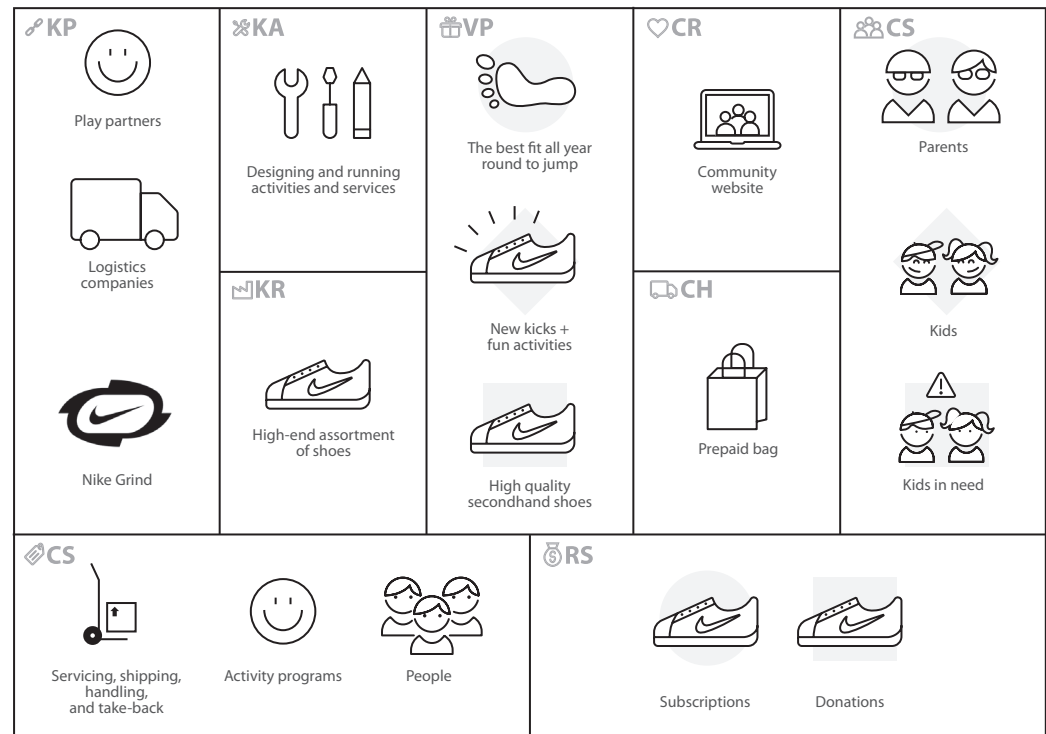 KP
Play partners
Logistics
companies
Nike Grind
KA
Designing and running
activities and services
KR
High-end assortment
of shoes
VP
The best fit all year
round to jump
New kicks +
fun activities
High quality
secondhand shoes
CR
Community
website
CH
Prepaid bag
CS
Parents
Kids
Kids in need
CS
Servicing, shipping,
handling,
and take-back
Activity programs
People
RS
Subscriptions
Donations